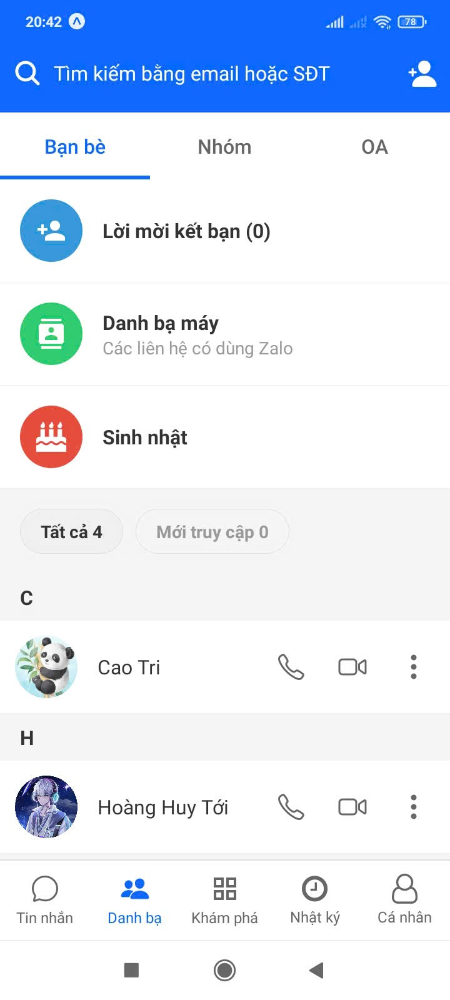 20:42
78
Tìm kiếm bằng email hoặc SĐT
Bạn bè
Nhóm
OA
Lời mời kết bạn (0)
Danh bạ máy
Các liên hệ có dùng Zalo
Sinh nhật
Tất cả 4
Mới truy cập 0
C
Cao Tri
H
Hoàng Huy Tới
Tin nhắn
Danh bạ
Khám phá
Nhật ký
Cá nhân